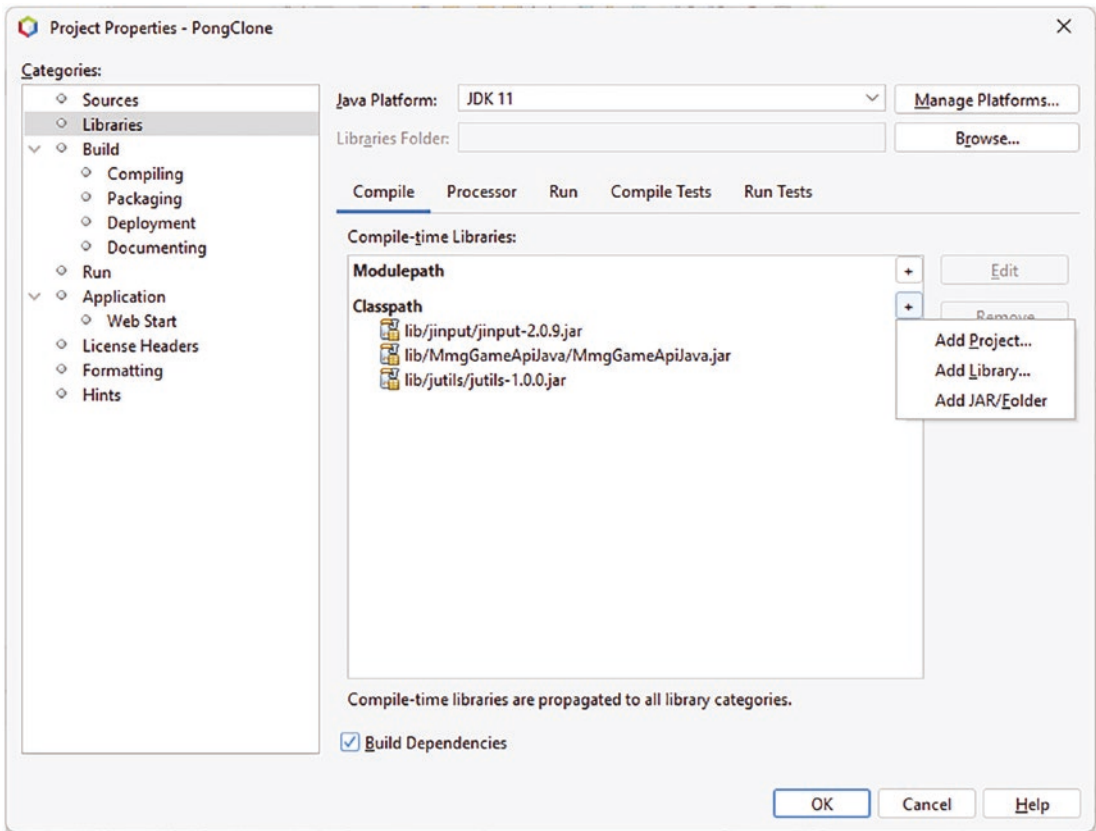 Project Properties - PongClone
Categories:
Sources
Libraries
Build
Compiling
Packaging
Deployment
Documenting
Run
Application
Web Start
License Headers
Formatting
Hints
Java Platform: JDK 11 Manage Platforms...
Libraries Folder: Browse...
Compile Processor Run Compile Tests Run Tests
Compile-time Libraries:
Modulepath + Edit
Classpath + Remove
lib/jinput/jinput-2.0.9.jar
lib/MmgGameApiJava/MmgGameApiJava.jar
lib/jutils/jutils-1.0.0.jar
Add Project...
Add Library...
Add JAR/Folder
Compile-time libraries are propagated to all library categories.
Build Dependencies
OK Cancel Help